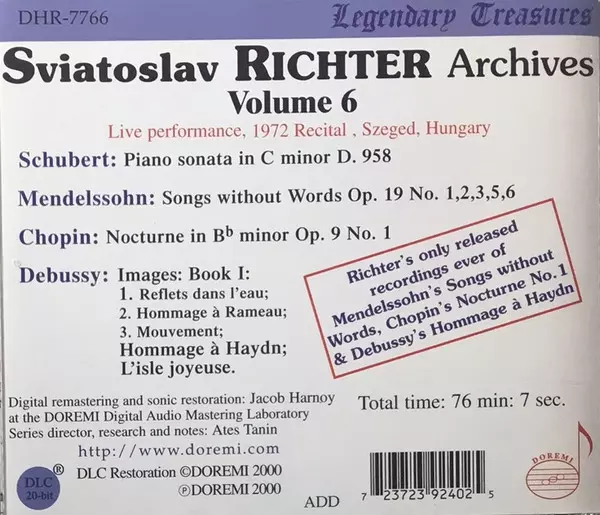 DHR-7766
Legendary Treasures
Sviatoslav RICHTER Archives
Volume 6
Live performance, 1972 Recital , Szeged, Hungary
Schubert: Piano sonata in C minor D. 958
Mendelssohn: Songs without Words Op. 19 No. 1,2,3,5,6
Chopin: Nocturne in B♭ minor Op. 9 No. 1
Debussy: Images: Book I:
1. Reflets dans l'eau;
2. Hommage à Rameau;
3. Mouvement;
Hommage à Haydn;
L'isle joyeuse.
Richter's only released
recordings ever of
Mendelssohn's Songs without
Words, Chopin's Nocturne No.1
& Debussy's Hommage à Haydn
Digital remastering and sonic restoration: Jacob Harnoy
at the DOREMI Digital Audio Mastering Laboratory
Series director, research and notes: Ates Tanin
Total time: 76 min: 7 sec.
http://www.doremi.com
DLC
20-bit
®
DLC Restoration ©DOREMI 2000
℗DOREMI 2000
ADD
7 23723 92402 5
DOREMI